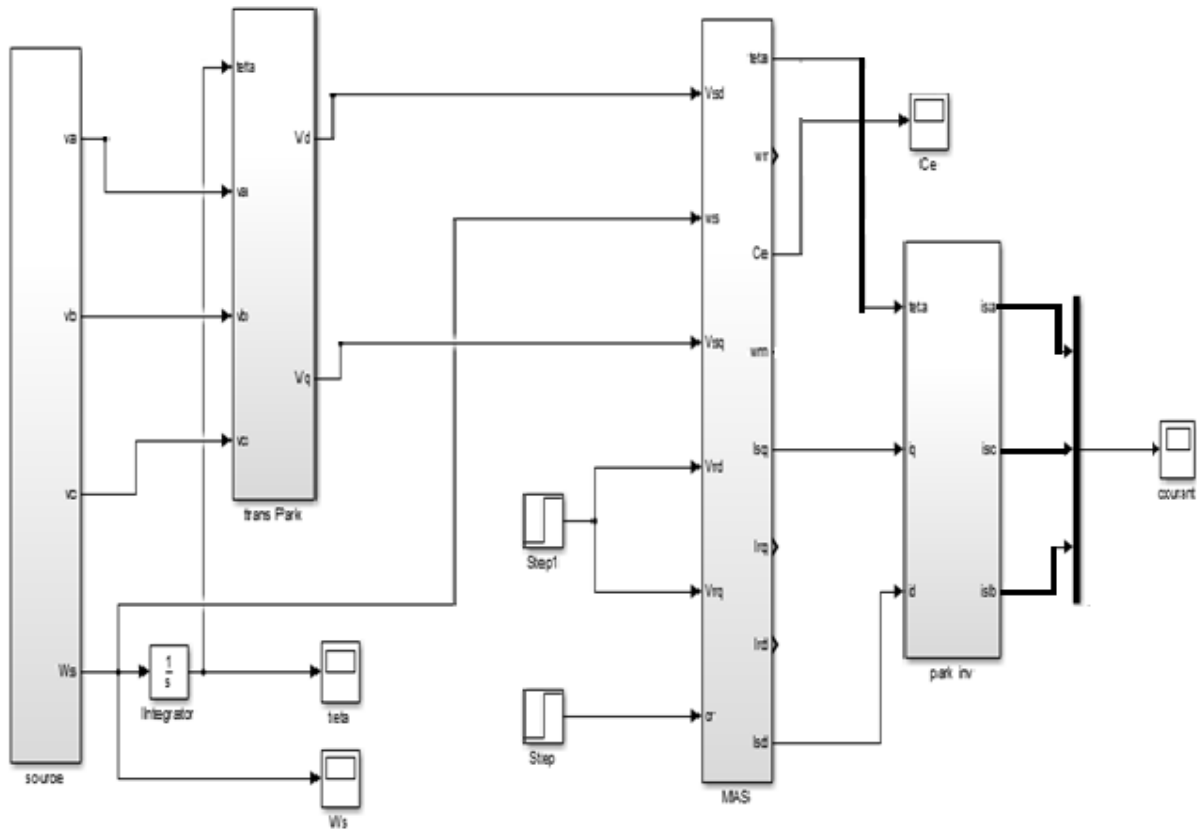 va
vb
vc
Ws
source
teta
va
vb
vc
Vd
Vq
trans Park
1
s
Integrator
teta
Ws
Step1
Step
Vsd
ws
Vsq
Vrd
Vrq
cr
teta
wr
Ce
wm
Isq
Irq
Ird
Isd
MASI
Ce
teta
iq
id
isa
isc
isb
park inv
courant